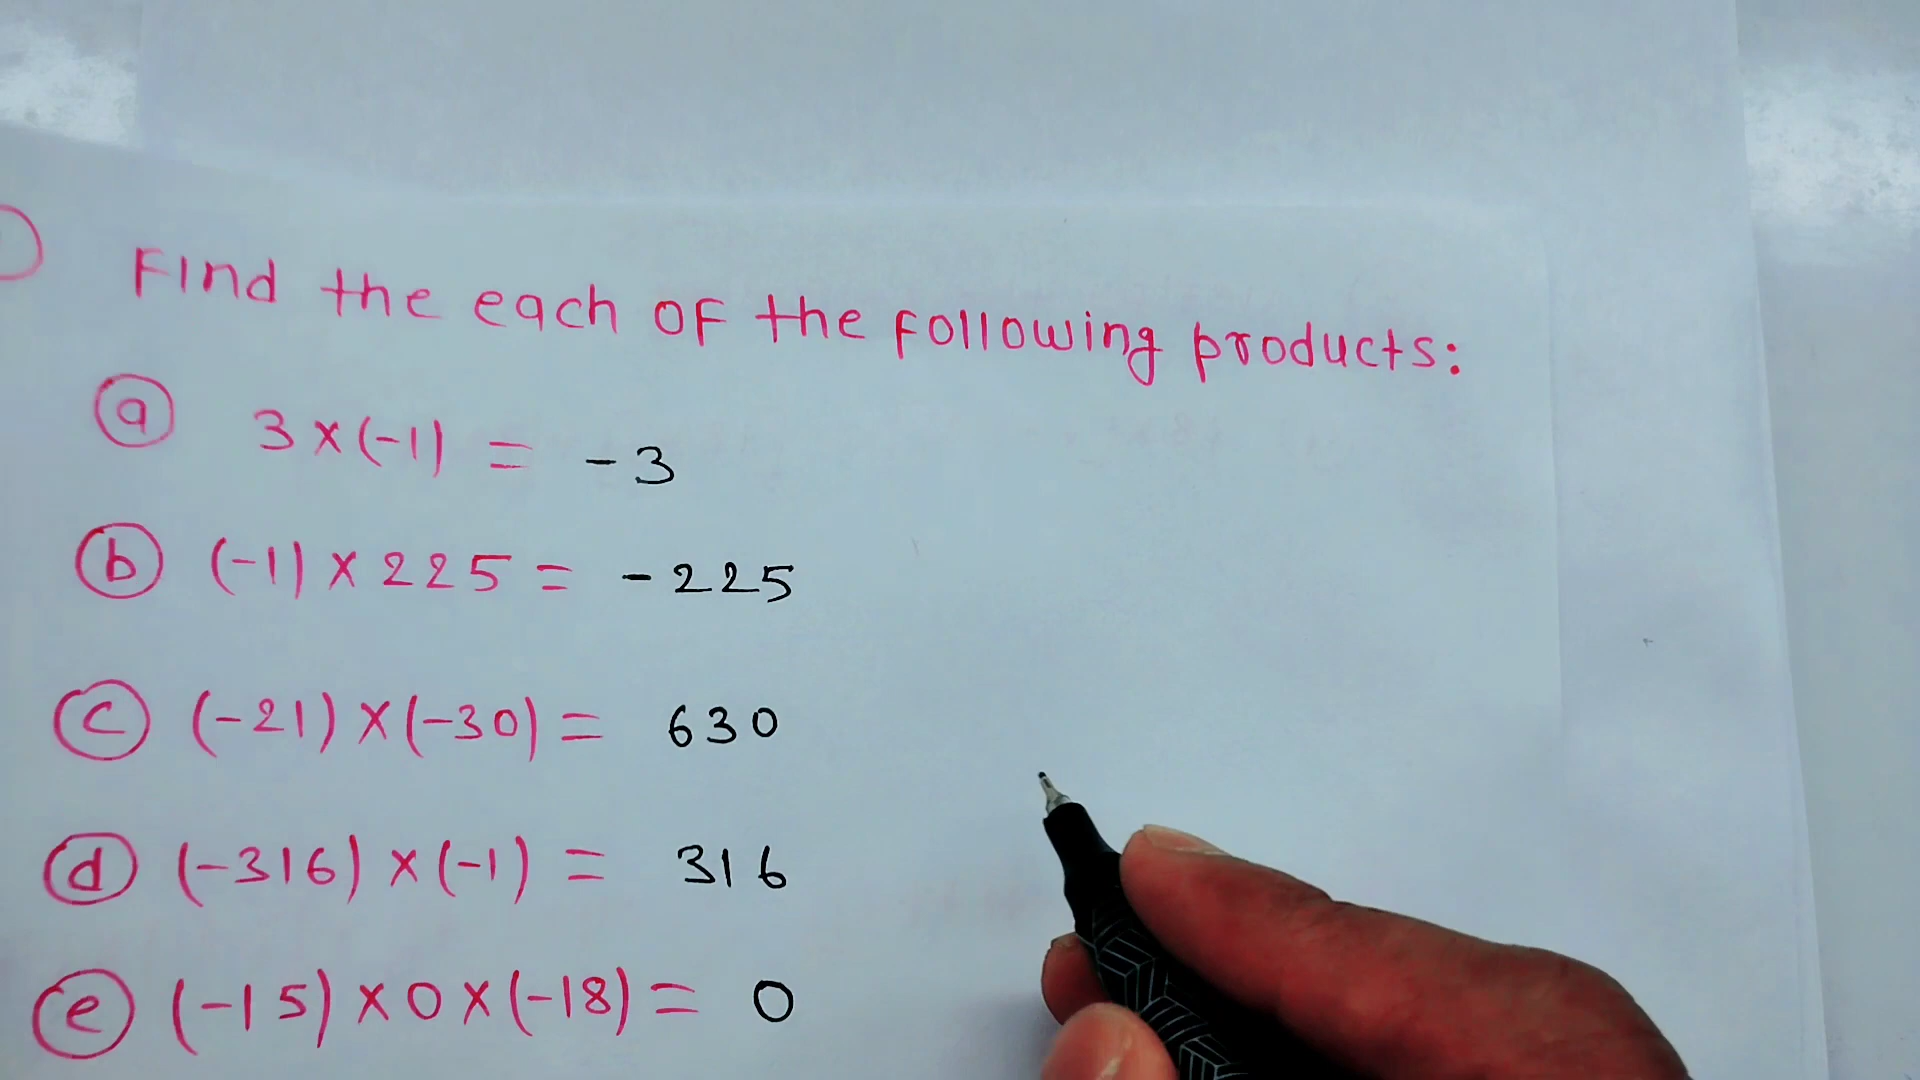 Find the each of the following products:
a 3×(-1) = -3
b (-1)×225 = -225
c (-21)×(-30) = 630
d (-316)×(-1) = 316
e (-15)×0×(-18) = 0